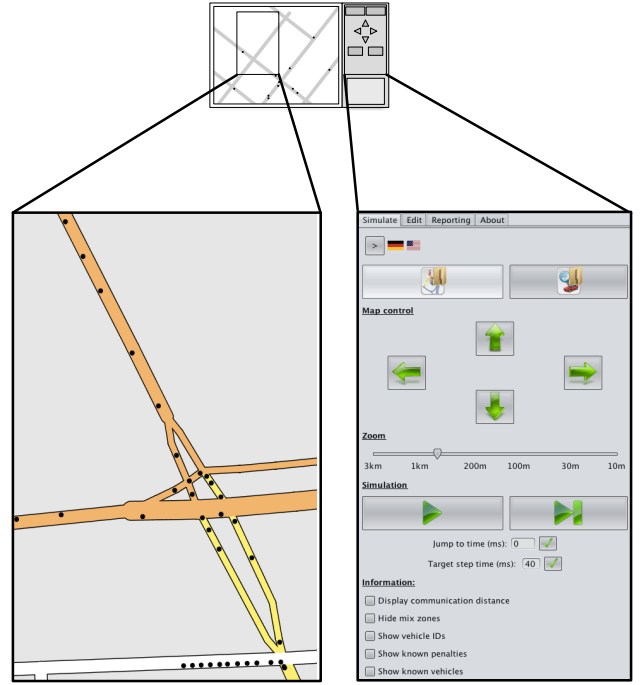 Simulate Edit Reporting About
>
Map control
Zoom
3km 1km 200m 100m 30m 10m
Simulation
Jump to time (ms): 0
Target step time (ms): 40
Information:
Display communication distance
Hide mix zones
Show vehicle IDs
Show known penalties
Show known vehicles